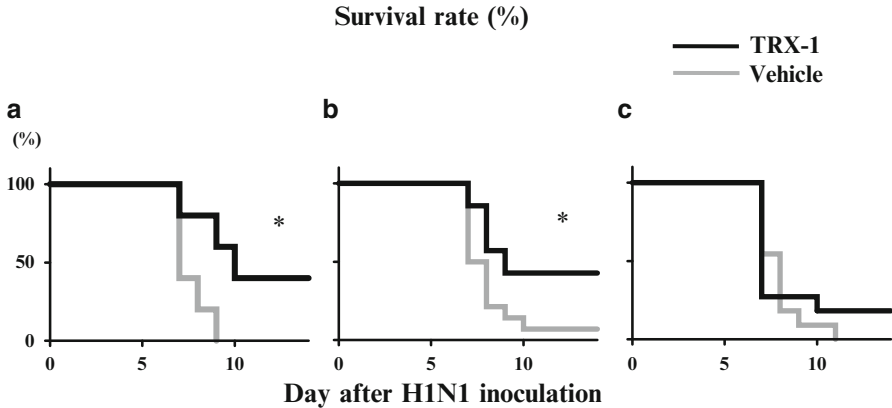 Survival rate (%)
TRX-1
Vehicle
a
b
c
(%)
100
50
0
*
*
0 5 10
0 5 10
0 5 10
Day after H1N1 inoculation